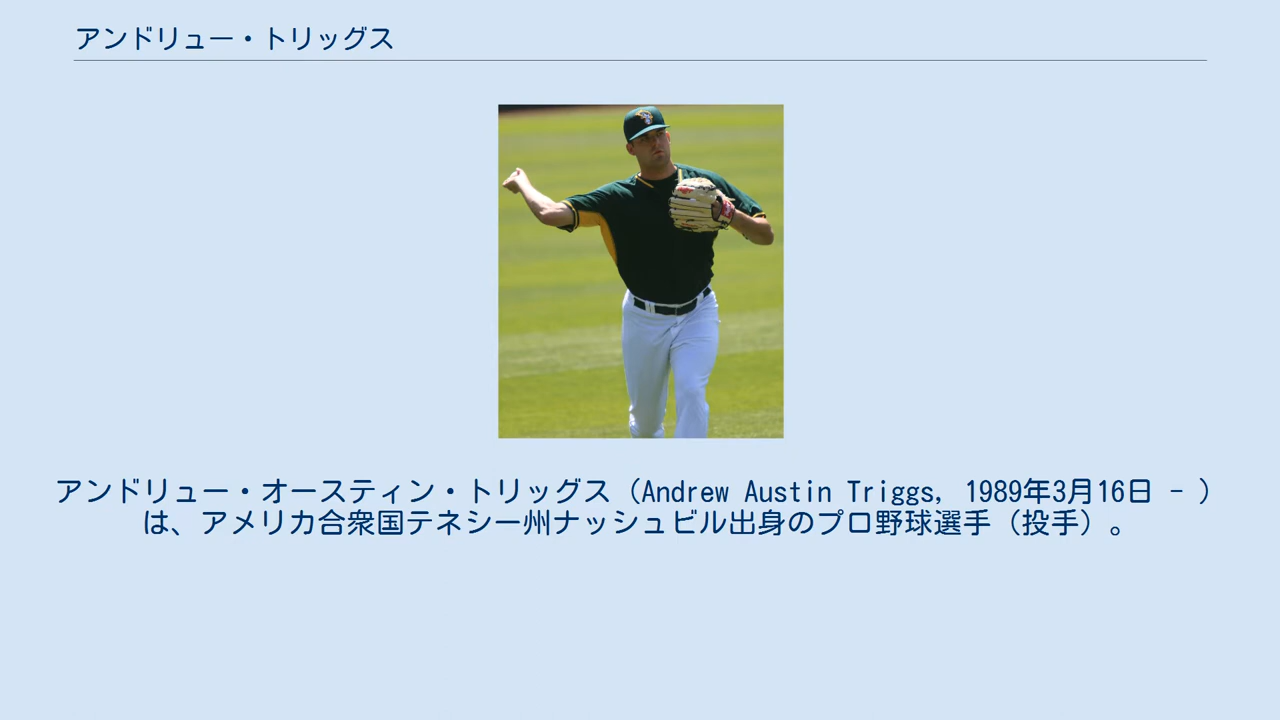 アンドリュー・トリッグス
アンドリュー・オースティン・トリッグス（Andrew Austin Triggs, 1989年3月16日 - ）
は、アメリカ合衆国テネシー州ナッシュビル出身のプロ野球選手（投手）。